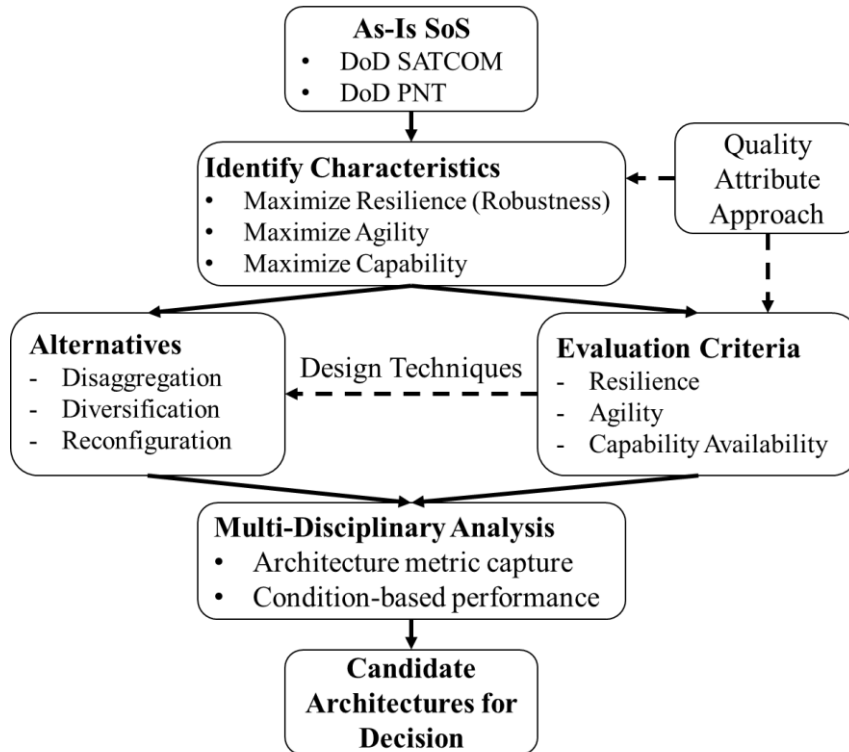 As-Is SoS
• DoD SATCOM
• DoD PNT
Identify Characteristics
• Maximize Resilience (Robustness)
• Maximize Agility
• Maximize Capability
Quality
Attribute
Approach
Alternatives
- Disaggregation
- Diversification
- Reconfiguration
Design Techniques
Evaluation Criteria
- Resilience
- Agility
- Capability Availability
Multi-Disciplinary Analysis
• Architecture metric capture
• Condition-based performance
Candidate
Architectures for
Decision